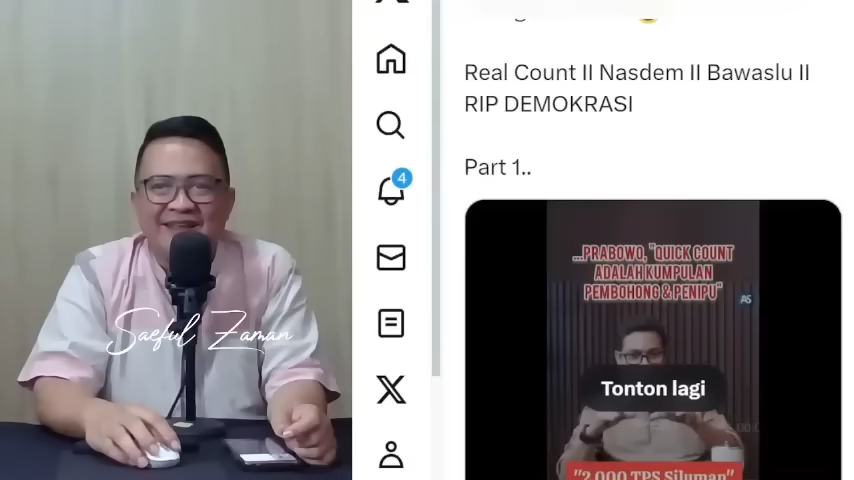 Saeful Zaman
4
Real Count II Nasdem II Bawaslu II
RIP DEMOKRASI
Part 1..
...PRABOWO, "QUICK COUNT
ADALAH KUMPULAN
PEMBOHONG & PENIPU"
AS
Tonton lagi
"2.000 TPS Siluman"